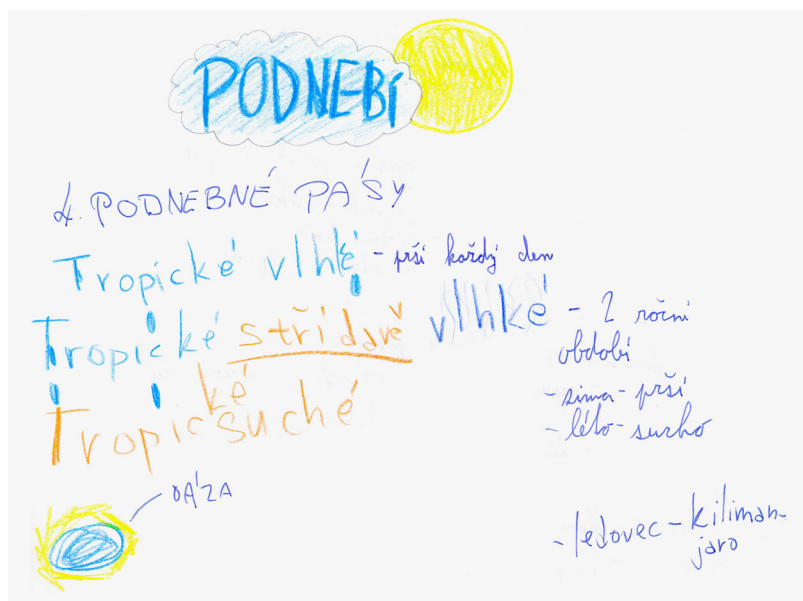 PODNEBÍ
4. PODNEBNÉ PÁSY
Tropické vlhké - prší každý den
Tropické střídavě vlhké - 2 roční
období
- zima - prší
- léto - sucho
Tropické suché
OÁZA
- ledovec - kiliman-
jaro